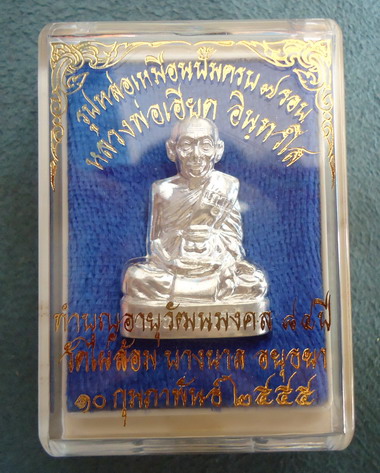 รูปหล่อเหมือนปั๊มครบ ๗ รอบ
หลวงพ่อเอียด อินฺทวํโส
ทำบุญอายุวัฒนมงคล ๘๔ ปี
วัดไผ่ล้อม บางบาล อยุธยา
๑๐ กุมภาพันธ์ ๒๕๕๕